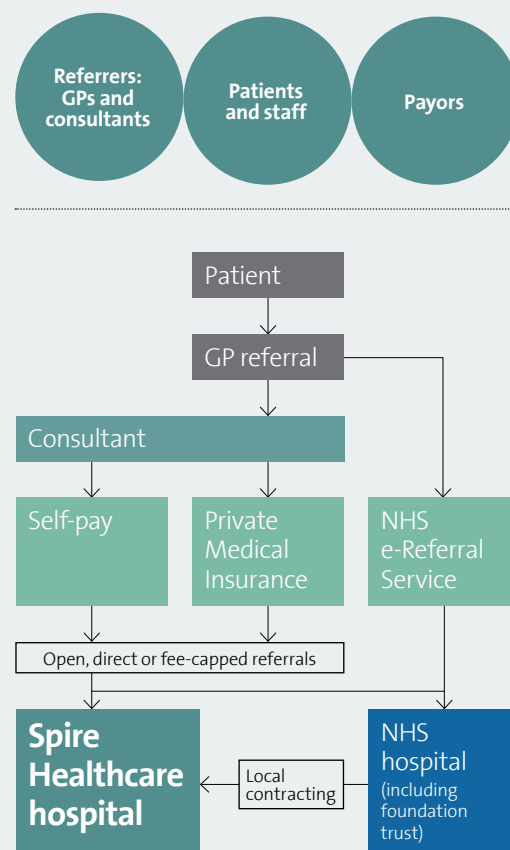 Referrers:
GPs and
consultants
Patients
and staff
Payors
Patient
GP referral
Consultant
Self-pay
Private
Medical
Insurance
NHS
e-Referral
Service
Open, direct or fee-capped referrals
Spire
Healthcare
hospital
Local
contracting
NHS
hospital
(including
foundation
trust)